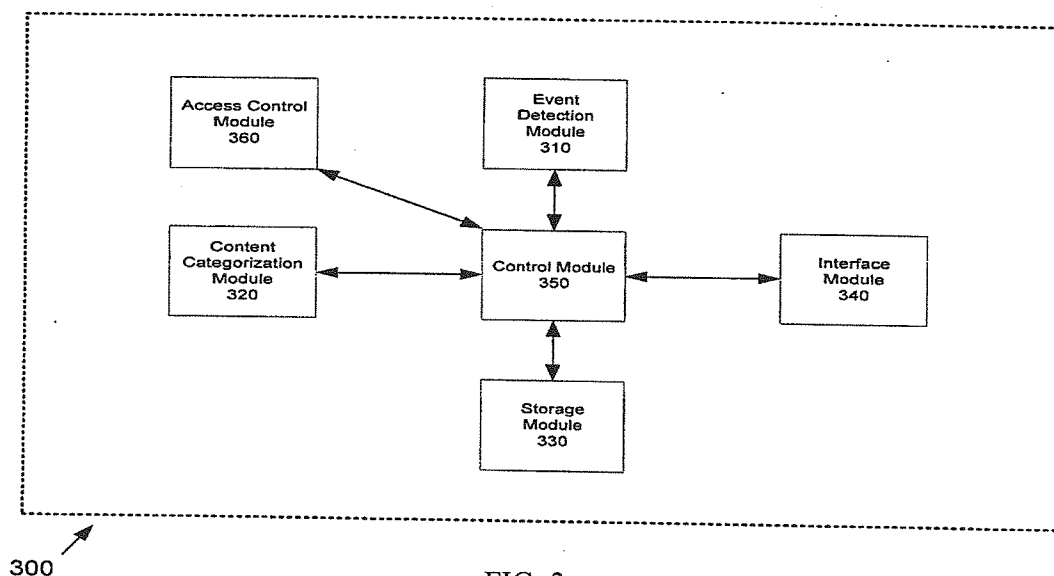 Access Control
Module
360
Event
Detection
Module
310
Content
Categorization
Module
320
Control Module
350
Interface
Module
340
Storage
Module
330
300